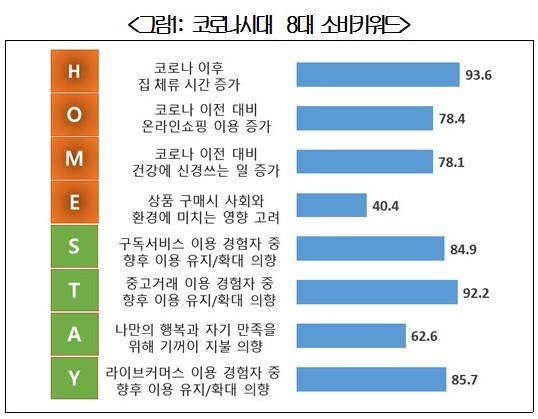 <그림1: 코로나시대 8대 소비키워드>
H
코로나 이후
집 체류 시간 증가
93.6
O
코로나 이전 대비
온라인쇼핑 이용 증가
78.4
M
코로나 이전 대비
건강에 신경쓰는 일 증가
78.1
E
상품 구매시 사회와
환경에 미치는 영향 고려
40.4
S
구독서비스 이용 경험자 중
향후 이용 유지/확대 의향
84.9
T
중고거래 이용 경험자 중
향후 이용 유지/확대 의향
92.2
A
나만의 행복과 자기 만족을
위해 기꺼이 지불 의향
62.6
Y
라이브커머스 이용 경험자 중
향후 이용 유지/확대 의향
85.7